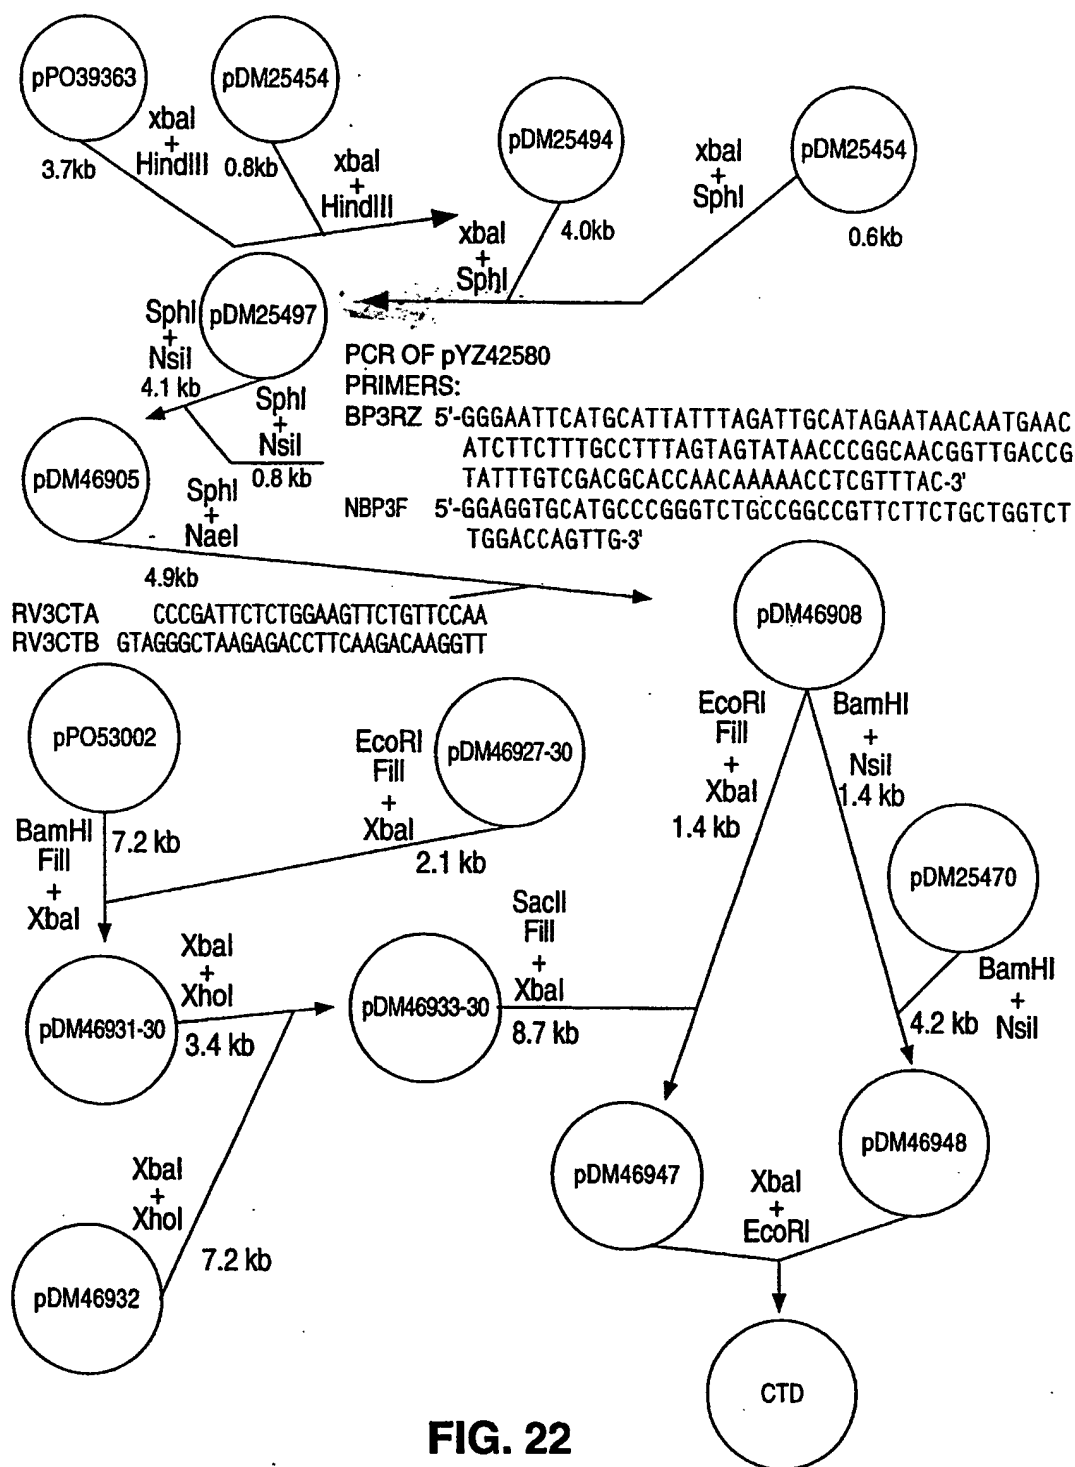 pPO39363
pDM25454
xbaI
+
HindIII
3.7kb
0.8kb
xbaI
+
HindIII
pDM25494
xbaI
+
SphI
4.0kb
xbaI
+
SphI
pDM25454
0.6kb
SphI
+
NsiI
4.1 kb
pDM25497
SphI
+
NsiI
0.8 kb
PCR OF pYZ42580
PRIMERS:
BP3RZ 5'-GGGAATTCATGCATTATTTAGATTGCATAGAATAACAATGAAC
ATCTTCTTTGCCTTTAGTAGTATAACCCGGCAACGGTTGACCG
TATTTGTCGACGCACCAACAAAAACCTCGTTTAC-3'
NBP3F 5'-GGAGGTGCATGCCCGGGTCTGCCGGCCGTTCTTCTGCTGGTCT
TGGACCAGTTG-3'
pDM46905
SphI
+
NaeI
4.9kb
RV3CTA CCCGATTCTCTGGAAGTTCTGTTCCAA
RV3CTB GTAGGGCTAAGAGACCTTCAAGACAAGGTT
pDM46908
pPO53002
EcoRI
Fill
+
XbaI
pDM46927-30
EcoRI
Fill
+
XbaI
1.4 kb
BamHI
+
NsiI
1.4 kb
BamHI
Fill
+
XbaI
7.2 kb
2.1 kb
pDM25470
BamHI
+
NsiI
4.2 kb
pDM46931-30
XbaI
+
XhoI
3.4 kb
pDM46933-30
SacII
Fill
+
XbaI
8.7 kb
pDM46932
XbaI
+
XhoI
7.2 kb
pDM46947
XbaI
+
EcoRI
pDM46948
CTD
FIG. 22